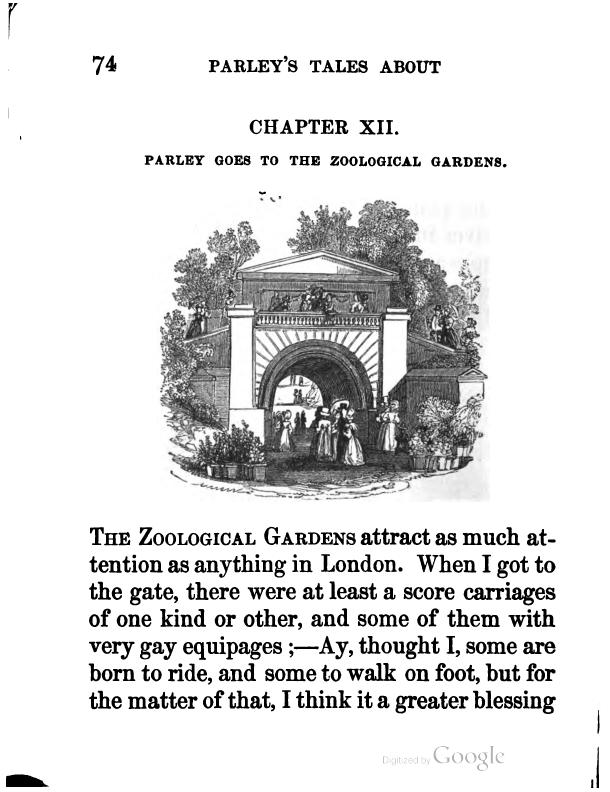 74 PARLEY'S TALES ABOUT
CHAPTER XII.
PARLEY GOES TO THE ZOOLOGICAL GARDENS.
THE ZOOLOGICAL GARDENS attract as much at-
tention as anything in London. When I got to
the gate, there were at least a score carriages
of one kind or other, and some of them with
very gay equipages ;—Ay, thought I, some are
born to ride, and some to walk on foot, but for
the matter of that, I think it a greater blessing
Digitized by Google